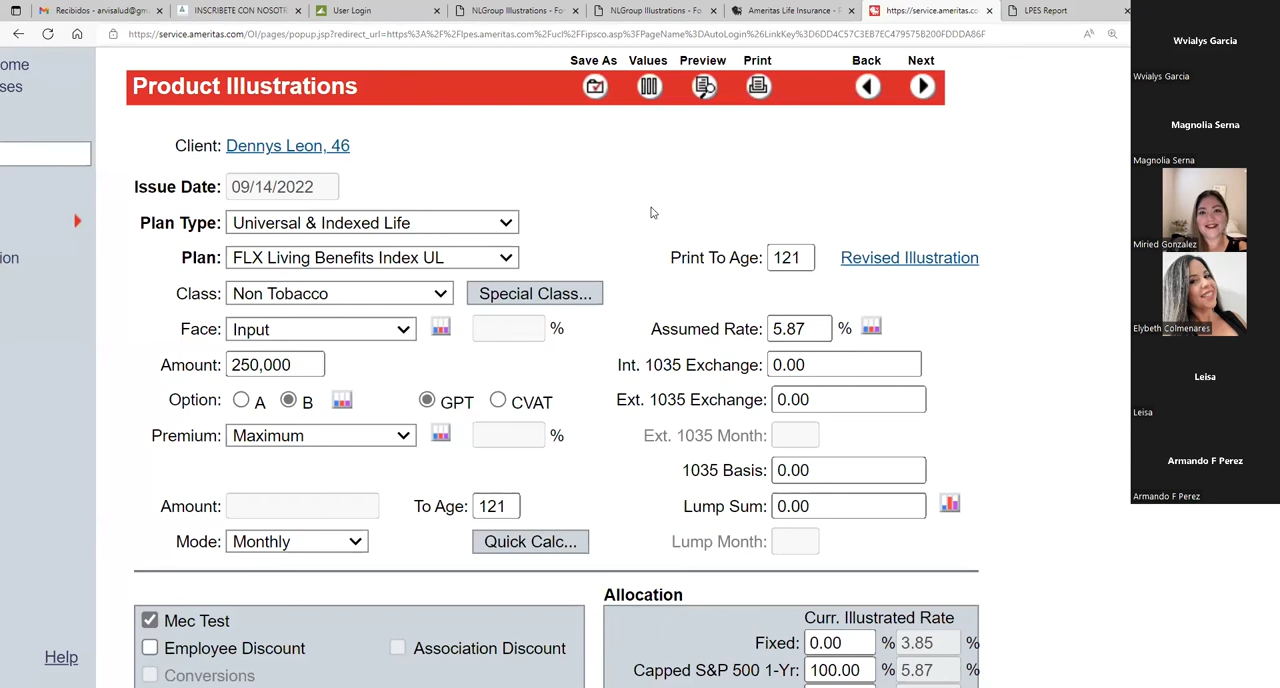 Recibidos - arvisalud@gm
INSCRIBETE CON NOSOTR
User Login
NLGroup Illustrations - Fo
NLGroup Illustrations - Fo
Ameritas Life Insurance - P
https://service.ameritas.co
LPES Report
https://service.ameritas.com/OI/pages/popup.jsp?redirect_url=https%3A%2F%2Flpes.ameritas.com%2Fucl%2Ffipsco.asp%3FPageName%3DAutoLogin%26LinkKey%3D6DD4C57C3EB7EC479575B200FDDDA86F
ome
ses
ion
Help
Save As Values Preview Print Back Next
Product Illustrations
Client: Dennys Leon, 46
Issue Date: 09/14/2022
Plan Type: Universal & Indexed Life
Plan: FLX Living Benefits Index UL Print To Age: 121 Revised Illustration
Class: Non Tobacco Special Class...
Face: Input % Assumed Rate: 5.87 %
Amount: 250,000 Int. 1035 Exchange: 0.00
Option: A B GPT CVAT Ext. 1035 Exchange: 0.00
Premium: Maximum % Ext. 1035 Month:
1035 Basis: 0.00
Amount: To Age: 121 Lump Sum: 0.00
Mode: Monthly Quick Calc... Lump Month:
Allocation
Mec Test Curr. Illustrated Rate
Employee Discount Association Discount Fixed: 0.00 % 3.85 %
Conversions Capped S&P 500 1-Yr: 100.00 % 5.87 %
Wvialys Garcia
Wvialys Garcia
Magnolia Serna
Magnolia Serna
Miried Gonzalez
Elybeth Colmenares
Leisa
Leisa
Armando F Perez
Armando F Perez